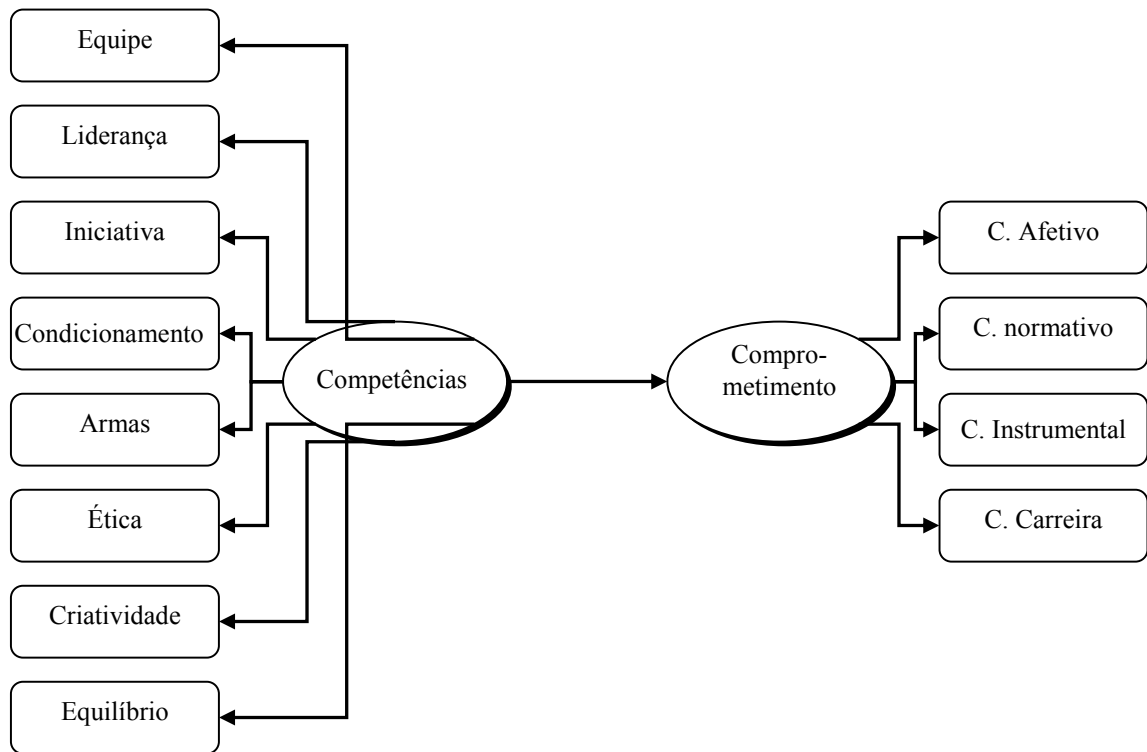 Equipe
Liderança
Iniciativa
Condicionamento
Armas
Ética
Criatividade
Equilíbrio
Competências
Compro-
metimento
C. Afetivo
C. normativo
C. Instrumental
C. Carreira